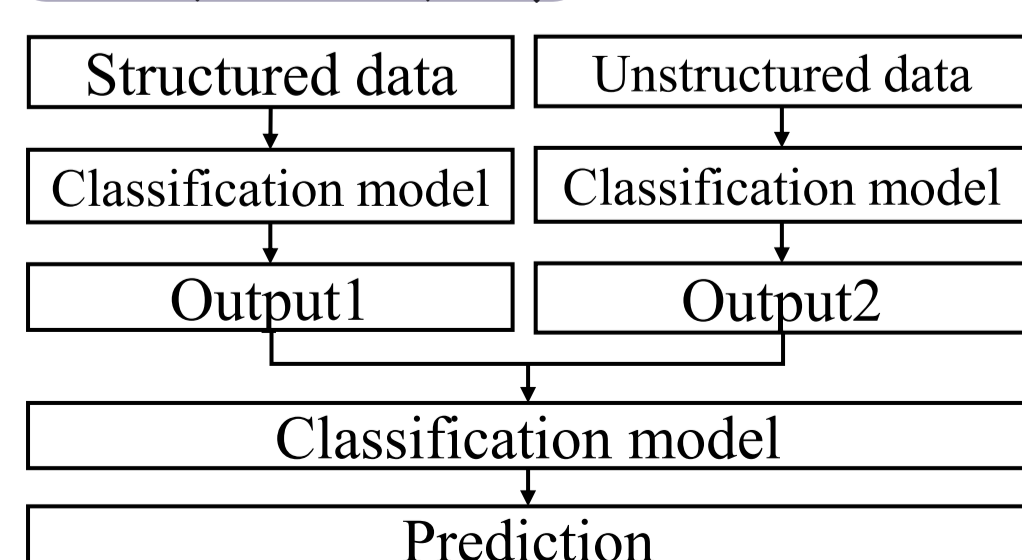 Structured data
Unstructured data
Classification model
Classification model
Output1
Output2
Classification model
Prediction